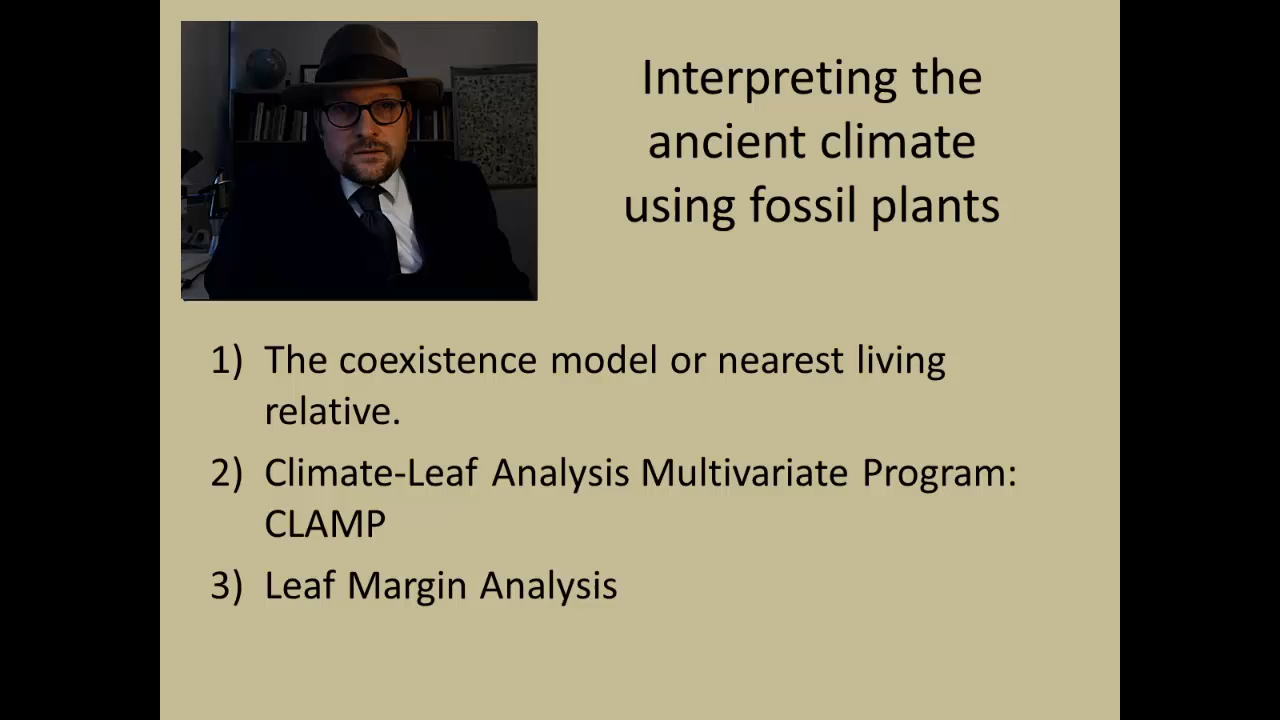 Interpreting the
ancient climate
using fossil plants
1) The coexistence model or nearest living
relative.
2) Climate-Leaf Analysis Multivariate Program:
CLAMP
3) Leaf Margin Analysis